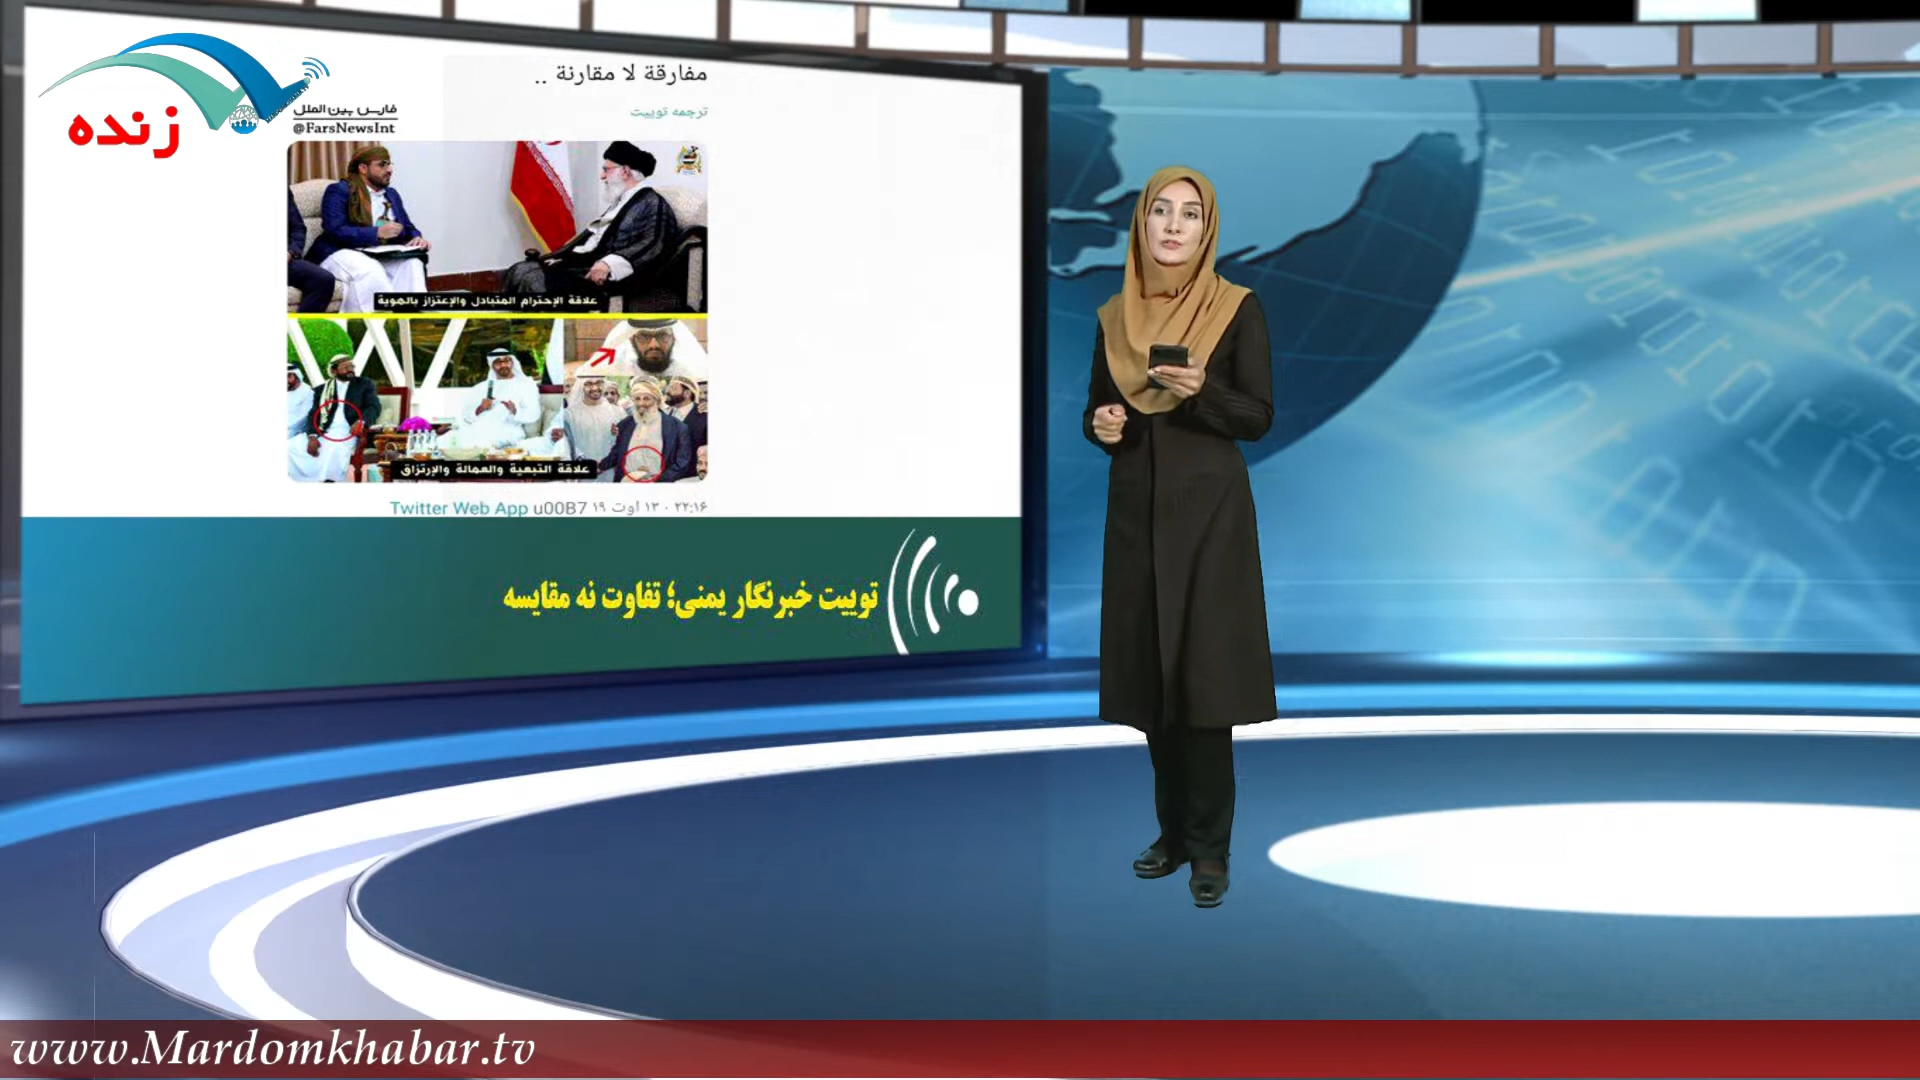 زنده
مفارقة لا مقارنة ..
ترجمه توییت
فارس بین الملل
@FarsNewsInt
علاقة الإحترام المتبادل والإعتزاز بالهوية
علاقة التبعية والعمالة والإرتزاق
۲۲:۱۶ · ۱۳ اوت ۱۹ u00B7 Twitter Web App
توییت خبرنگار یمنی؛ تفاوت نه مقایسه
www.Mardomkhabar.tv